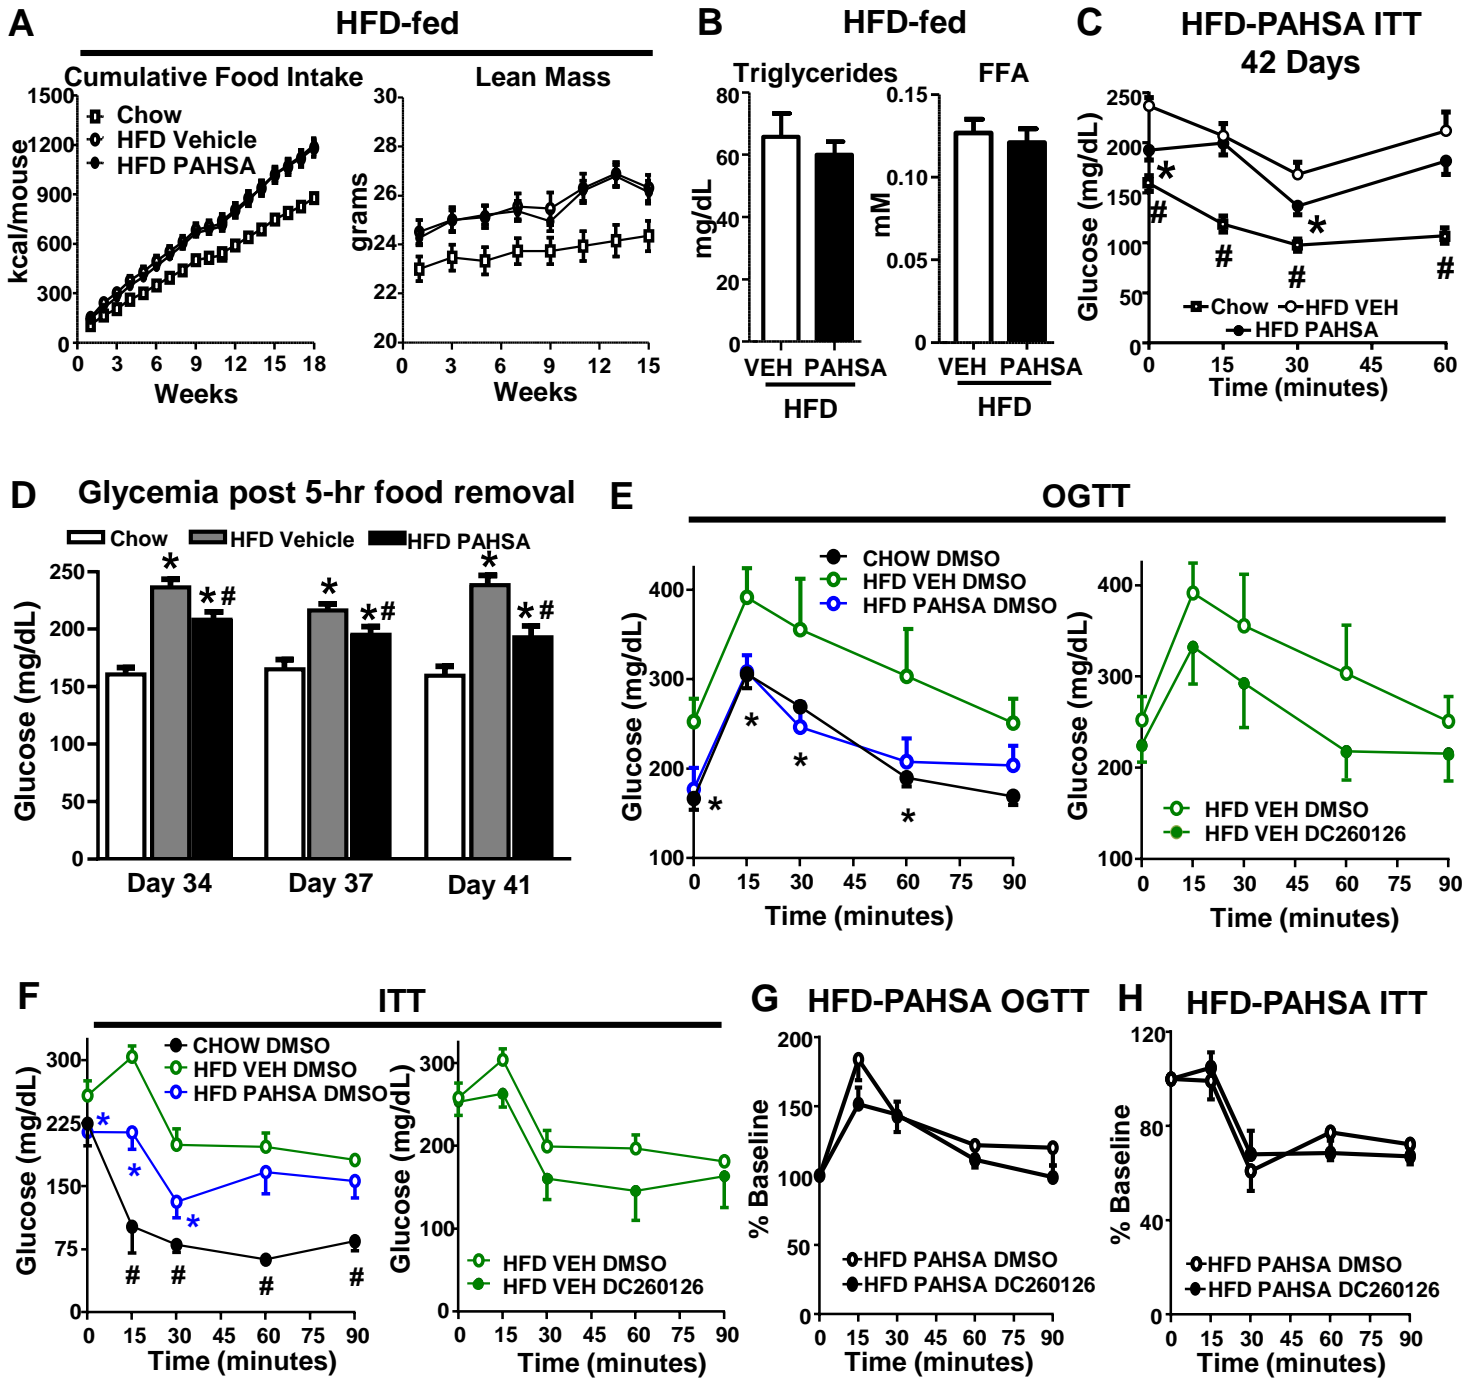 A
HFD-fed
Cumulative Food Intake
1500
1200
900
600
300
0
kcal/mouse
Chow
HFD Vehicle
HFD PAHSA
0 3 6 9 12 15 18
Weeks
Lean Mass
30
28
26
24
22
20
grams
0 3 6 9 12 15
Weeks
B
HFD-fed
Triglycerides
80
60
40
20
0
mg/dL
VEH PAHSA
HFD
FFA
0.15
0.10
0.05
0
mM
VEH PAHSA
HFD
C
HFD-PAHSA ITT
42 Days
250
200
150
100
50
0
Glucose (mg/dL)
*
#
#
*
#
#
Chow HFD VEH
HFD PAHSA
0 15 30 45 60
Time (minutes)
D
Glycemia post 5-hr food removal
Chow HFD Vehicle HFD PAHSA
250
200
150
100
50
0
Glucose (mg/dL)
* *# * *# * *#
Day 34 Day 37 Day 41
E
OGTT
CHOW DMSO
HFD VEH DMSO
HFD PAHSA DMSO
400
300
200
100
Glucose (mg/dL)
* * * *
0 15 30 45 60 75 90
Time (minutes)
400
300
200
100
Glucose (mg/dL)
HFD VEH DMSO
HFD VEH DC260126
0 15 30 45 60 75 90
Time (minutes)
F
ITT
CHOW DMSO
HFD VEH DMSO
HFD PAHSA DMSO
300
225
150
75
0
Glucose (mg/dL)
* * *
# # # #
0 15 30 45 60 75 90
Time (minutes)
300
200
100
0
Glucose (mg/dL)
HFD VEH DMSO
HFD VEH DC260126
0 15 30 45 60 75 90
G
HFD-PAHSA OGTT
200
150
100
50
0
% Baseline
HFD PAHSA DMSO
HFD PAHSA DC260126
0 15 30 45 60 75 90
Time (minutes)
H
HFD-PAHSA ITT
120
80
40
0
% Baseline
HFD PAHSA DMSO
HFD PAHSA DC260126
0 15 30 45 60 75 90
Time (minutes)